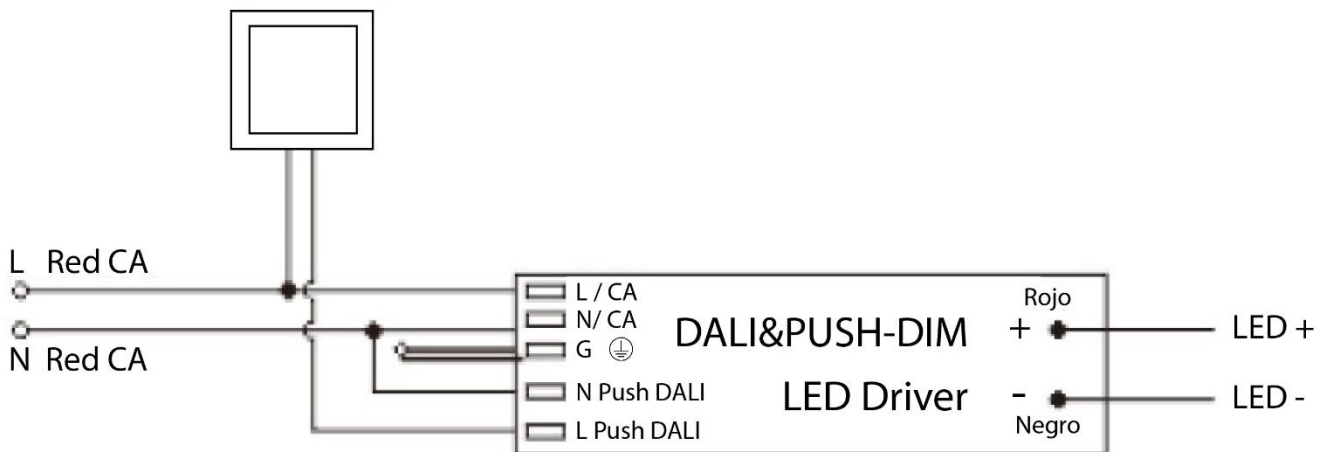 L Red CA
N Red CA
L / CA
N/ CA
G
N Push DALI
L Push DALI
DALI&PUSH-DIM
LED Driver
Rojo
+
-
Negro
LED +
LED -